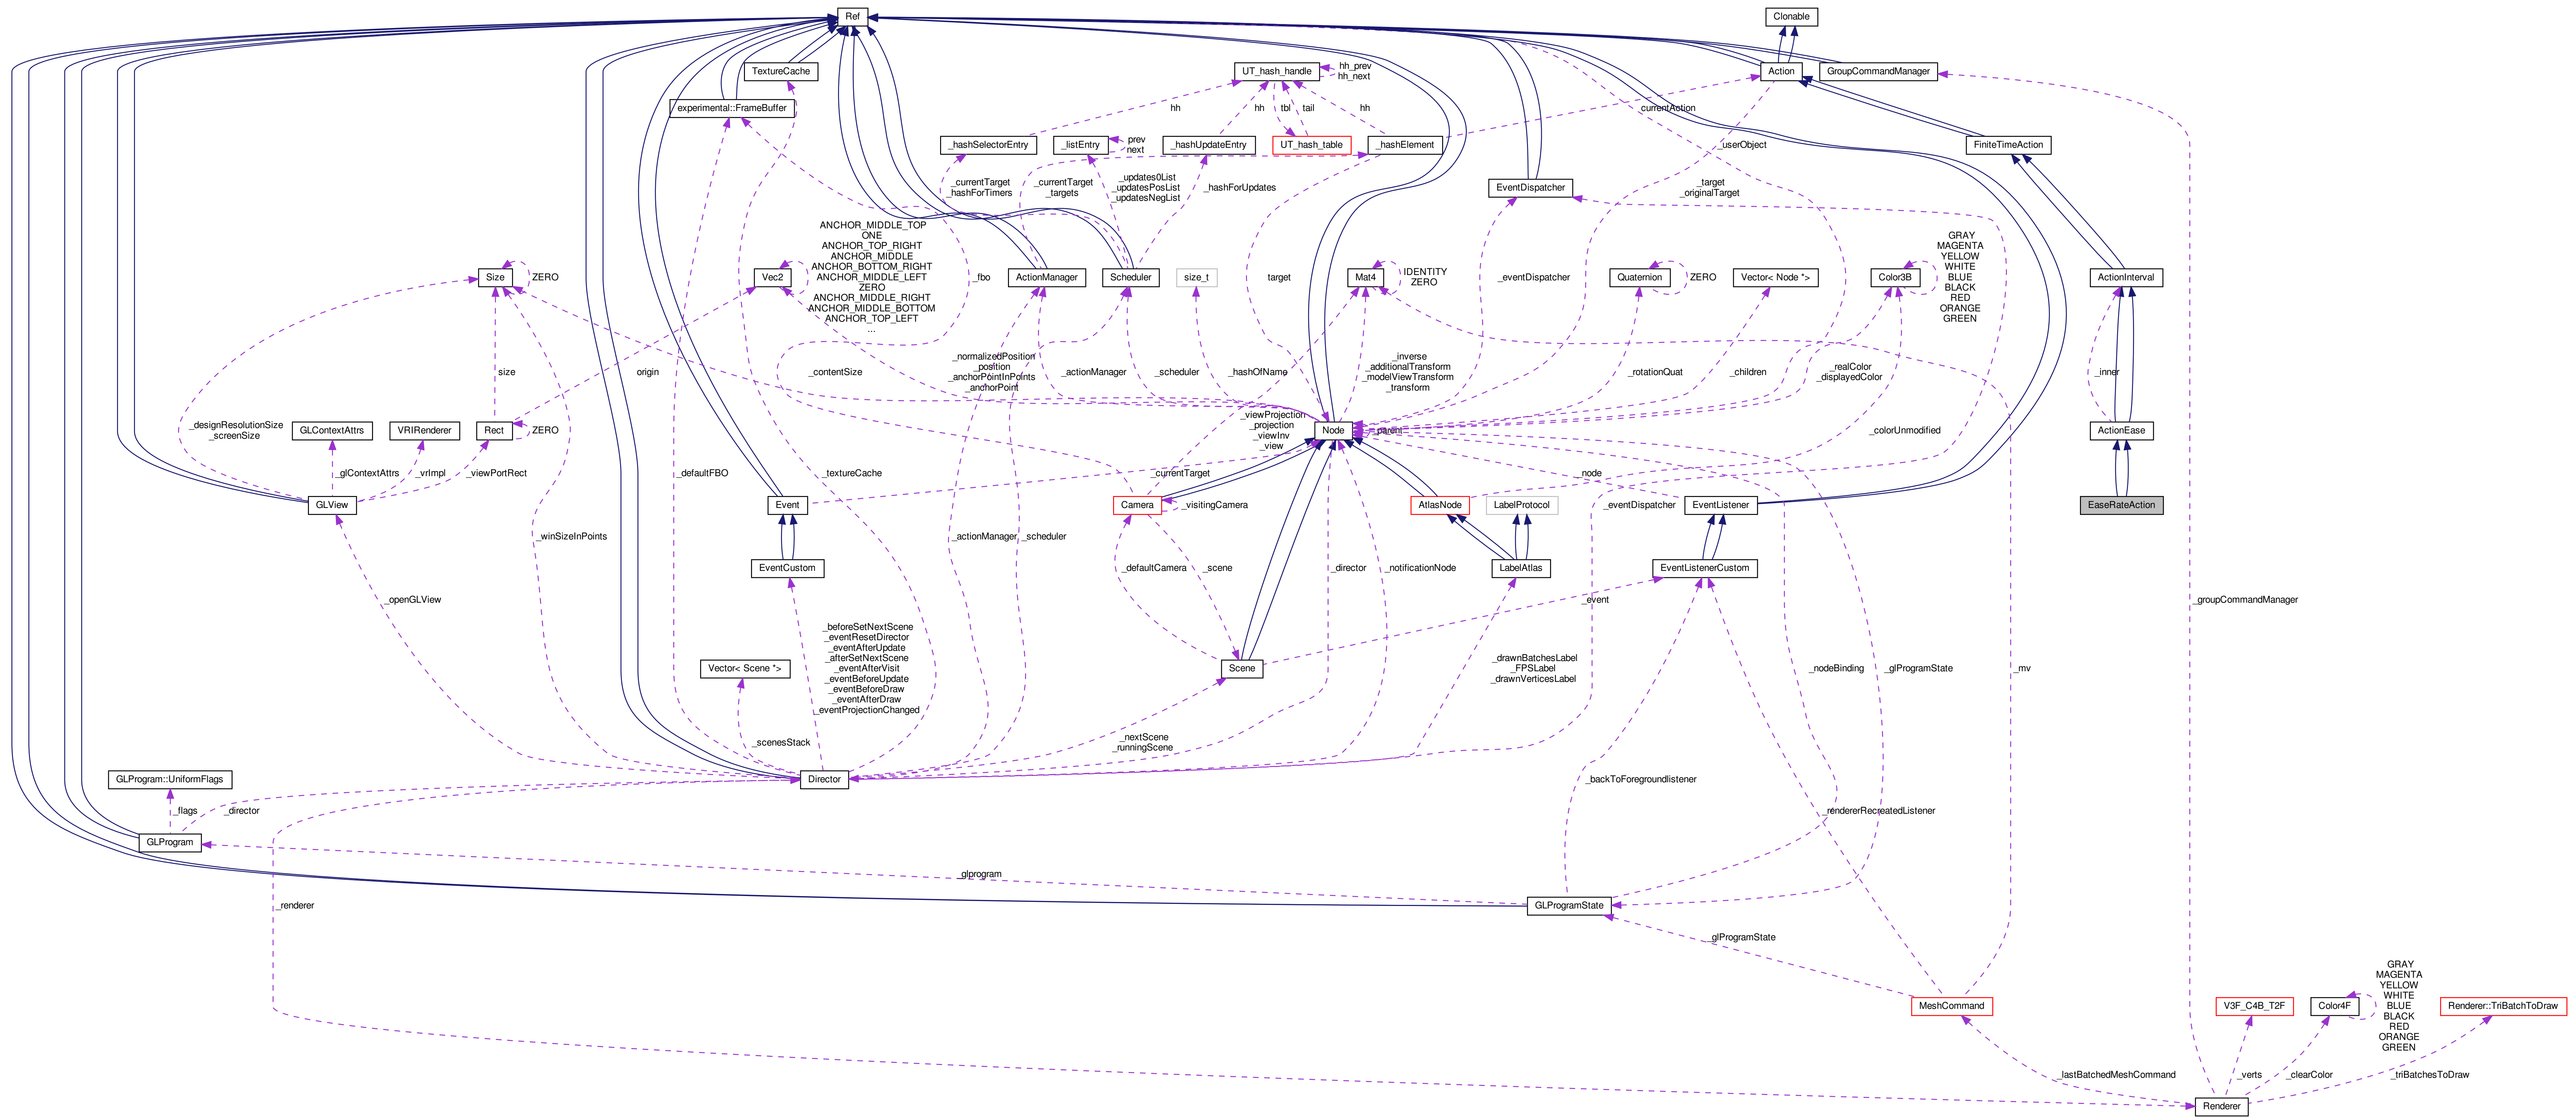 Ref
Clonable
TextureCache
UT_hash_handle
hh_prev
hh_next
Action
GroupCommandManager
experimental::FrameBuffer
hh
hh
tbl
tail
hh
currentAction
_hashSelectorEntry
_listEntry
prev
next
_hashUpdateEntry
UT_hash_table
_hashElement
_userObject
FiniteTimeAction
_currentTarget
_hashForTimers
_currentTarget
_targets
_updates0List
_updatesPosList
_updatesNegList
_hashForUpdates
EventDispatcher
_target
_originalTarget
ANCHOR_MIDDLE_TOP
ONE
ANCHOR_TOP_RIGHT
ANCHOR_MIDDLE
ANCHOR_BOTTOM_RIGHT
ANCHOR_MIDDLE_LEFT
ZERO
ANCHOR_MIDDLE_RIGHT
ANCHOR_MIDDLE_BOTTOM
ANCHOR_TOP_LEFT
...
GRAY
MAGENTA
YELLOW
WHITE
BLUE
BLACK
RED
ORANGE
GREEN
Size
ZERO
Vec2
_fbo
ActionManager
Scheduler
size_t
target
Mat4
IDENTITY
ZERO
_eventDispatcher
Quaternion
ZERO
Vector< Node *>
Color3B
ActionInterval
size
origin
_contentSize
_normalizedPosition
_position
_anchorPointInPoints
_anchorPoint
_actionManager
_scheduler
_hashOfName
_inverse
_additionalTransform
_modelViewTransform
_transform
_rotationQuat
_children
_realColor
_displayedColor
_inner
_designResolutionSize
_screenSize
GLContextAttrs
VRIRenderer
Rect
ZERO
_viewProjection
_projection
_viewInv
_view
Node
_parent
_colorUnmodified
ActionEase
_glContextAttrs
_vrImpl
_viewPortRect
_defaultFBO
_textureCache
_currentTarget
_node
GLView
Event
Camera
_visitingCamera
AtlasNode
LabelProtocol
_eventDispatcher
EventListener
EaseRateAction
_winSizeInPoints
_actionManager
_scheduler
EventCustom
_defaultCamera
_scene
_director
_notificationNode
LabelAtlas
EventListenerCustom
_openGLView
_event
_groupCommandManager
_beforeSetNextScene
_eventResetDirector
_eventAfterUpdate
_afterSetNextScene
_eventAfterVisit
_eventBeforeUpdate
_eventBeforeDraw
_eventAfterDraw
_eventProjectionChanged
Vector< Scene *>
Scene
_drawnBatchesLabel
_FPSLabel
_drawnVerticesLabel
_nodeBinding
_glProgramState
_mv
_scenesStack
_nextScene
_runningScene
GLProgram::UniformFlags
Director
_backToForegroundlistener
_flags
_director
_rendererRecreatedListener
GLProgram
_glprogram
_renderer
GLProgramState
_glProgramState
GRAY
MAGENTA
YELLOW
WHITE
BLUE
BLACK
RED
ORANGE
GREEN
MeshCommand
V3F_C4B_T2F
Color4F
Renderer::TriBatchToDraw
_lastBatchedMeshCommand
_verts
_clearColor
_triBatchesToDraw
Renderer